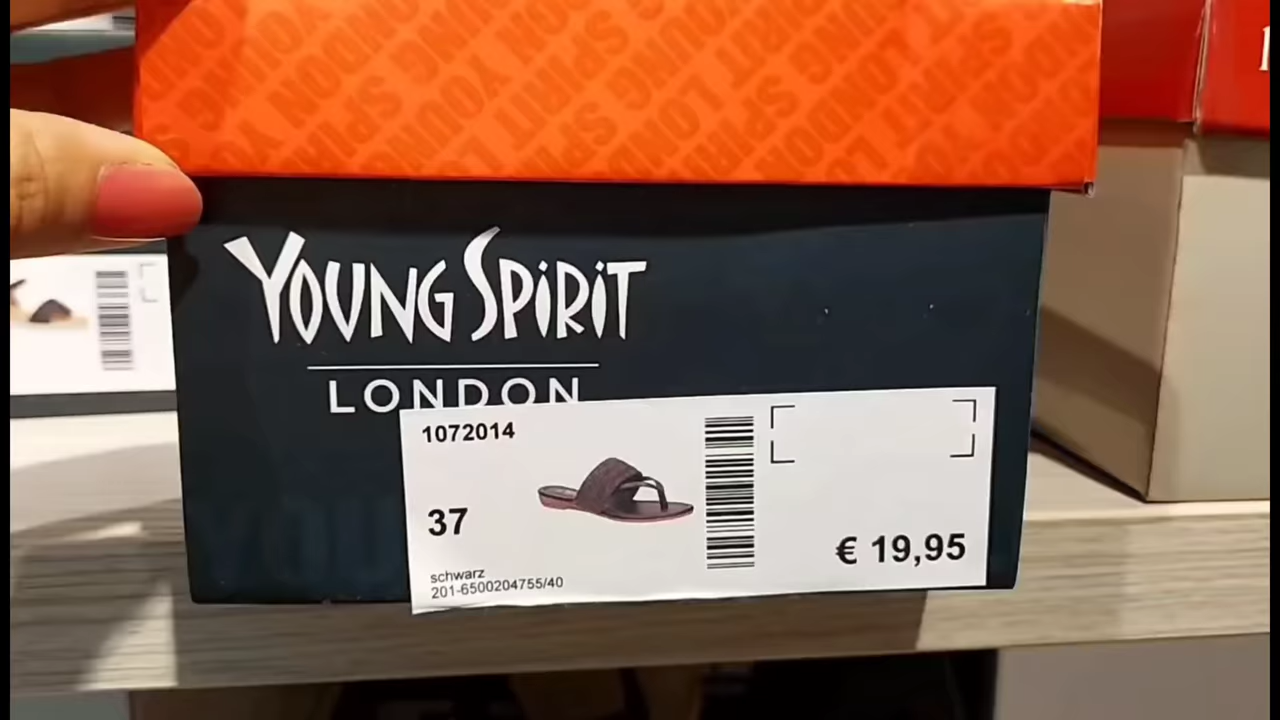 YOUNG SPIRIT
LONDON
1072014
37
schwarz
201-6500204755/40
€ 19,95